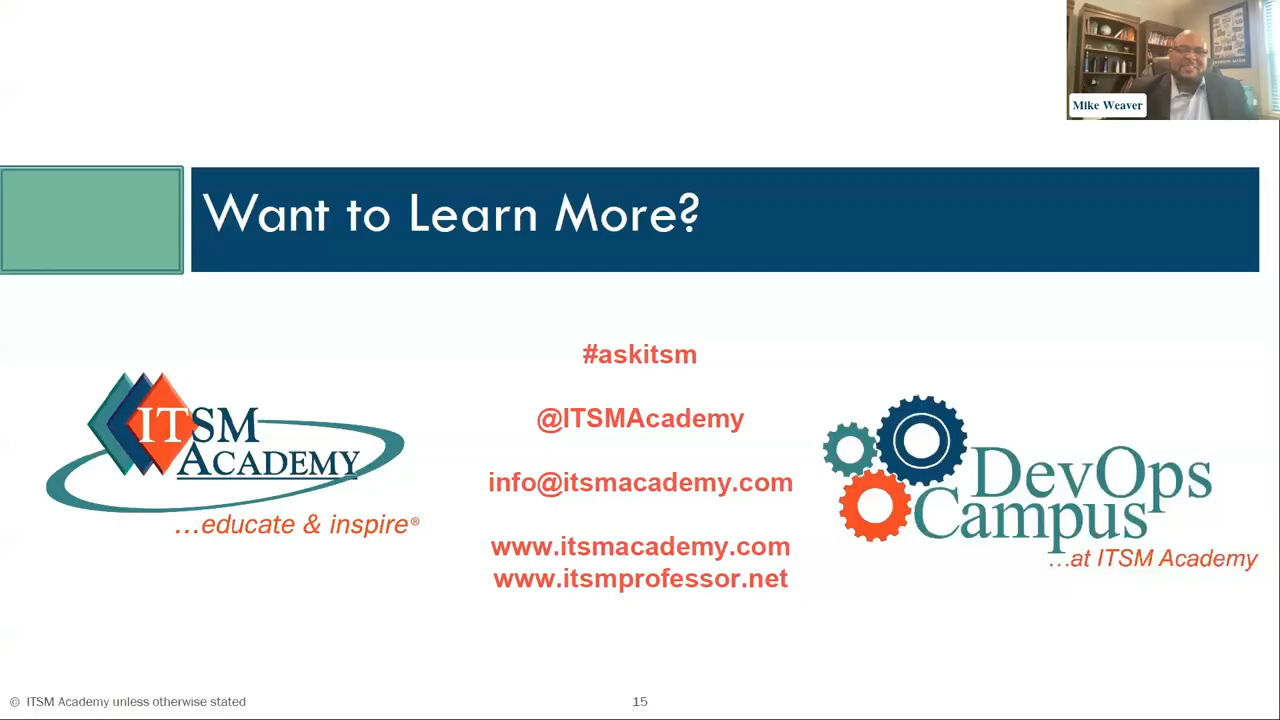 Mike Weaver
Want to Learn More?
#askitsm
@ITSMAcademy
info@itsmacademy.com
www.itsmacademy.com
www.itsmprofessor.net
ITSM
ACADEMY
...educate & inspire®
DevOps
Campus
...at ITSM Academy
© ITSM Academy unless otherwise stated
15